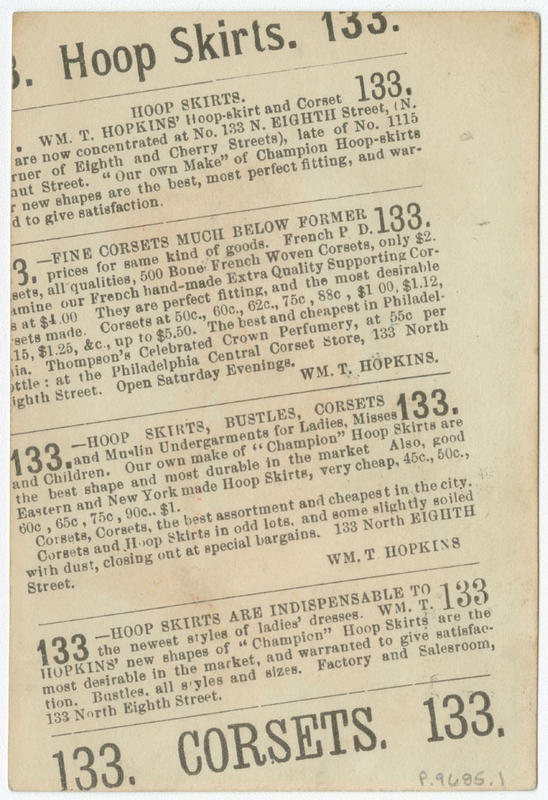 3. Hoop Skirts. 133.
HOOP SKIRTS. 133.
. WM. T. HOPKINS' Hoop-skirt and Corset
are now concentrated at No. 133 N. EIGHTH Street, (N.
rner of Eighth and Cherry Streets), late of No. 1115
nut Street. "Our own Make" of Champion Hoop-skirts
r new shapes are the best, most perfect fitting, and war-
d to give satisfaction.
3. —FINE CORSETS MUCH BELOW FORMER 133.
prices for same kind of goods. French P D.
sets, all qualities, 500 Bone French Woven Corsets, only $2.
amine our French hand-made Extra Quality Supporting Cor-
s at $4.00 They are perfect fitting, and the most desirable
sets made. Corsets at 50c., 60c., 62c., 75c, 88c, $1 00, $1.12,
.15, $1.25, &c., up to $5.50. The best and cheapest in Philadel-
ia. Thompson's Celebrated Crown Perfumery, at 55c per
ottle: at the Philadelphia Central Corset Store, 133 North
ighth Street. Open Saturday Evenings. WM. T. HOPKINS.
133. —HOOP SKIRTS, BUSTLES, CORSETS 133.
and Muslin Undergarments for Ladies, Misses
and Children. Our own make of "Champion" Hoop Skirts are
the best shape and most durable in the market Also, good
Eastern and New York made Hoop Skirts, very cheap, 45c., 50c.,
60c, 65c, 75c, 90c.. $1.
Corsets, Corsets, the best assortment and cheapest in the city.
Corsets and Hoop Skirts in odd lots, and some slightly soiled
with dust, closing out at special bargains. 133 North EIGHTH
Street. WM. T HOPKINS
133 —HOOP SKIRTS ARE INDISPENSABLE TO 133
the newest styles of ladies' dresses. WM. T.
HOPKINS' new shapes of "Champion" Hoop Skirts are the
most desirable in the market, and warranted to give satisfac-
tion. Bustles, all styles and sizes. Factory and Salesroom,
133 North Eighth Street.
133. CORSETS. 133.
P.9685.1